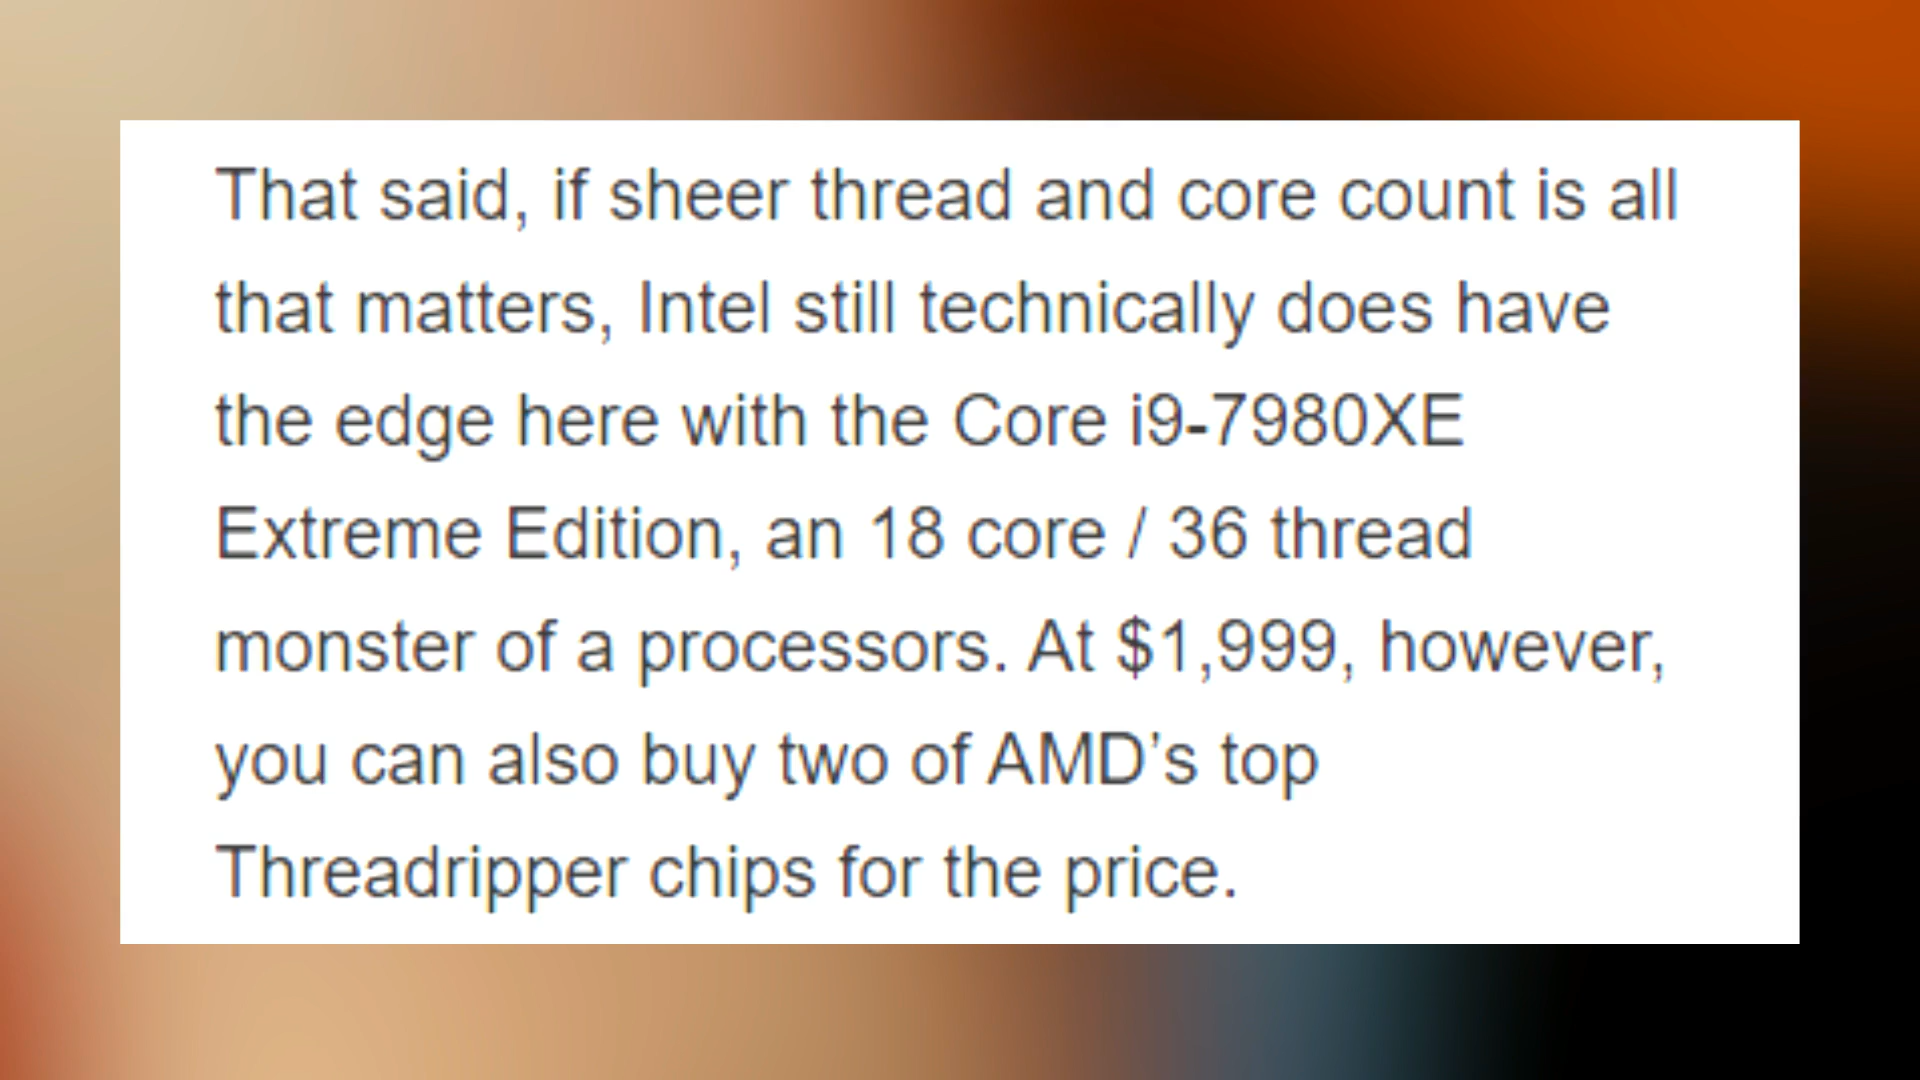 That said, if sheer thread and core count is all
that matters, Intel still technically does have
the edge here with the Core i9-7980XE
Extreme Edition, an 18 core / 36 thread
monster of a processors. At $1,999, however,
you can also buy two of AMD’s top
Threadripper chips for the price.